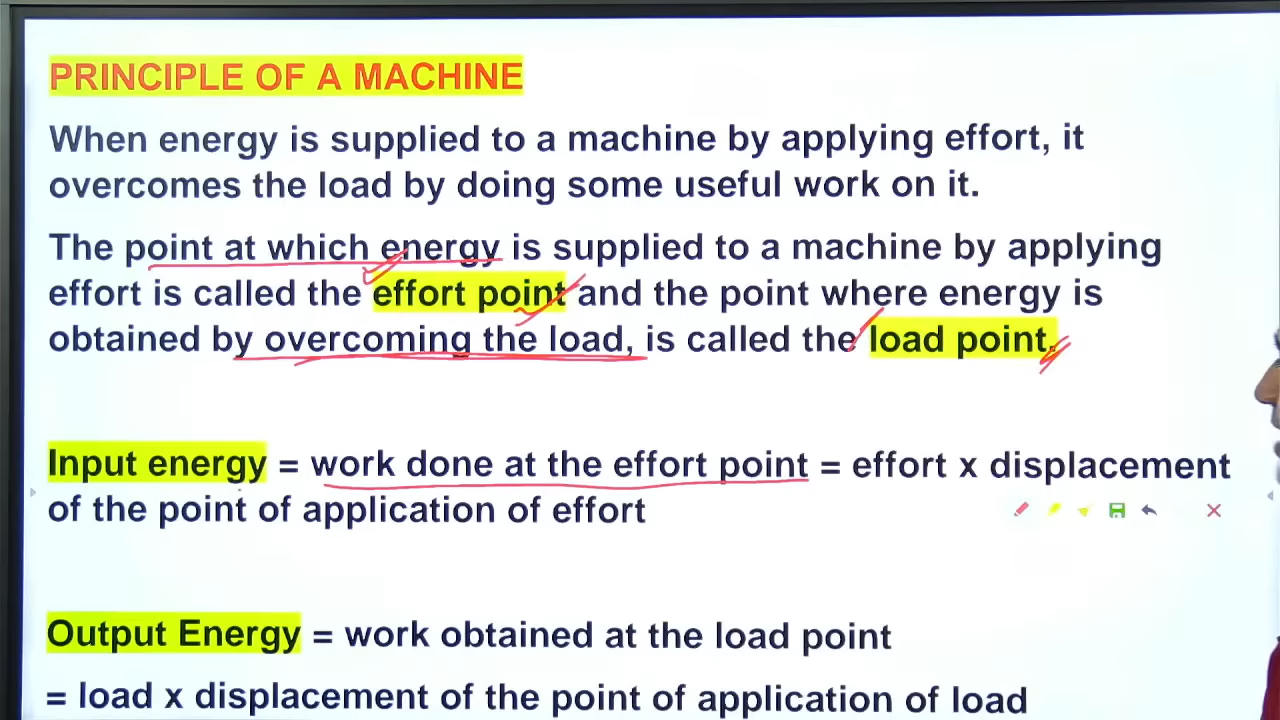 PRINCIPLE OF A MACHINE
When energy is supplied to a machine by applying effort, it
overcomes the load by doing some useful work on it.
The point at which energy is supplied to a machine by applying
effort is called the effort point and the point where energy is
obtained by overcoming the load, is called the load point.
Input energy = work done at the effort point = effort x displacement
of the point of application of effort
Output Energy = work obtained at the load point
= load x displacement of the point of application of load